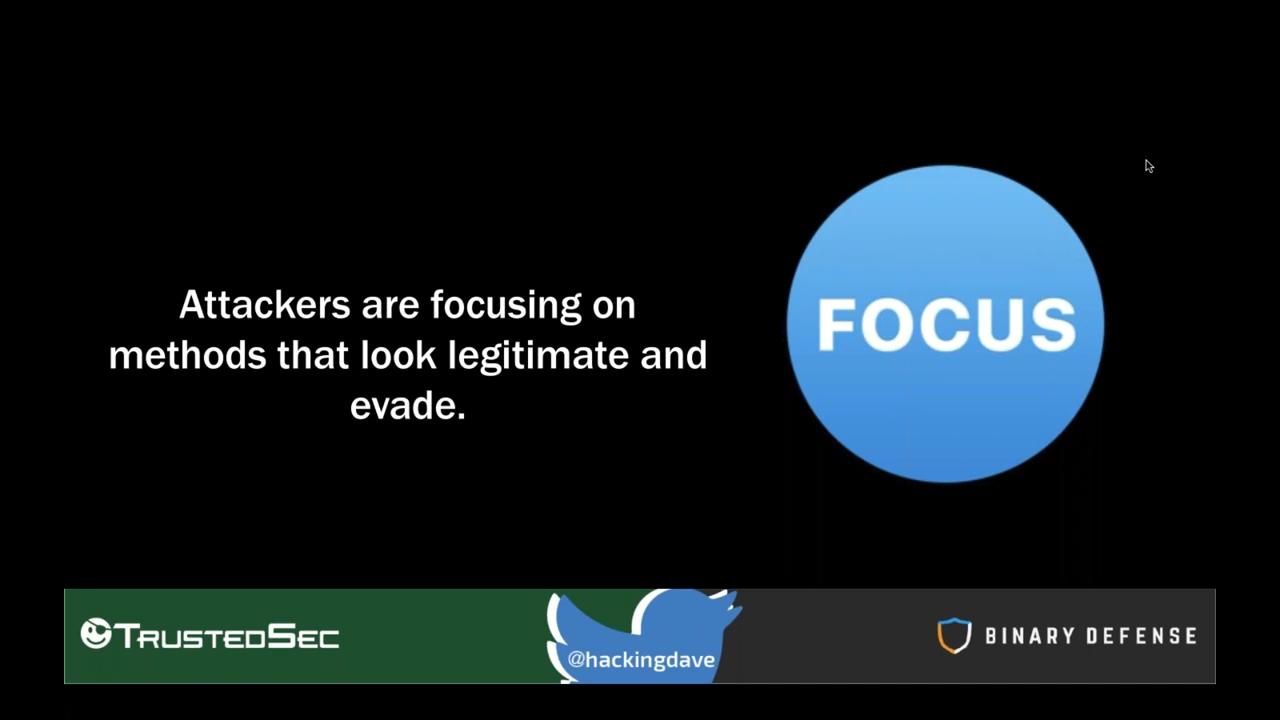 Attackers are focusing on
methods that look legitimate and
evade.
FOCUS
TRUSTEDSEC
@hackingdave
BINARY DEFENSE